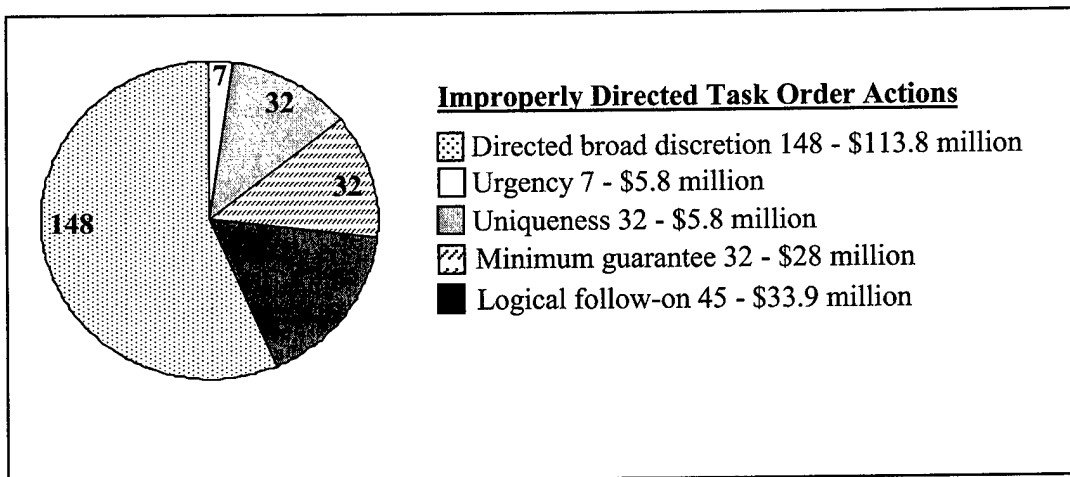 7
32
32
148
Improperly Directed Task Order Actions
Directed broad discretion 148 - $113.8 million
Urgency 7 - $5.8 million
Uniqueness 32 - $5.8 million
Minimum guarantee 32 - $28 million
Logical follow-on 45 - $33.9 million